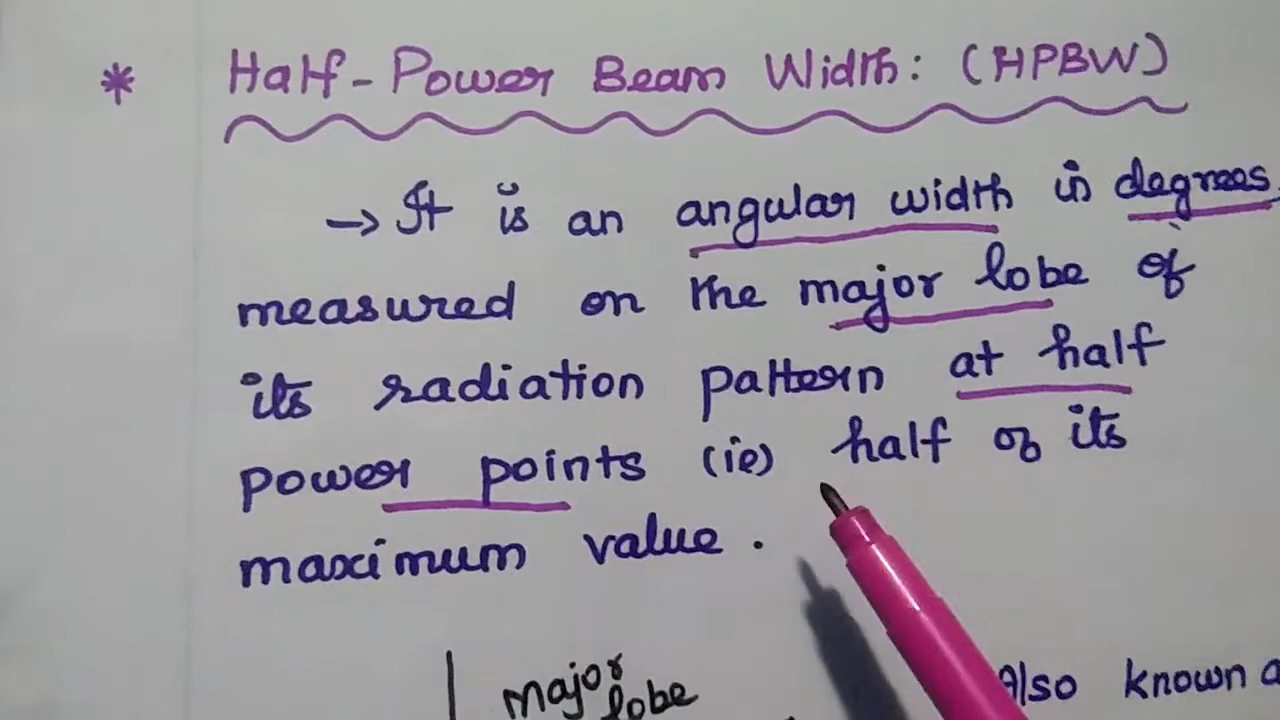 * Half-Power Beam Width: (HPBW)
→ It is an angular width in degrees,
measured on the major lobe of
its radiation pattern at half
power points (ie) half of its
maximum value.
Major
lobe
Also known a